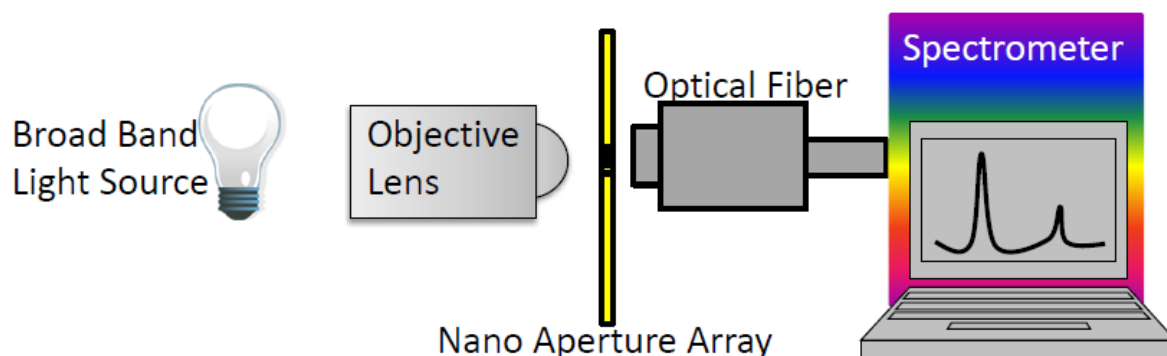 Spectrometer
Optical Fiber
Broad Band
Light Source
Objective
Lens
Nano Aperture Array